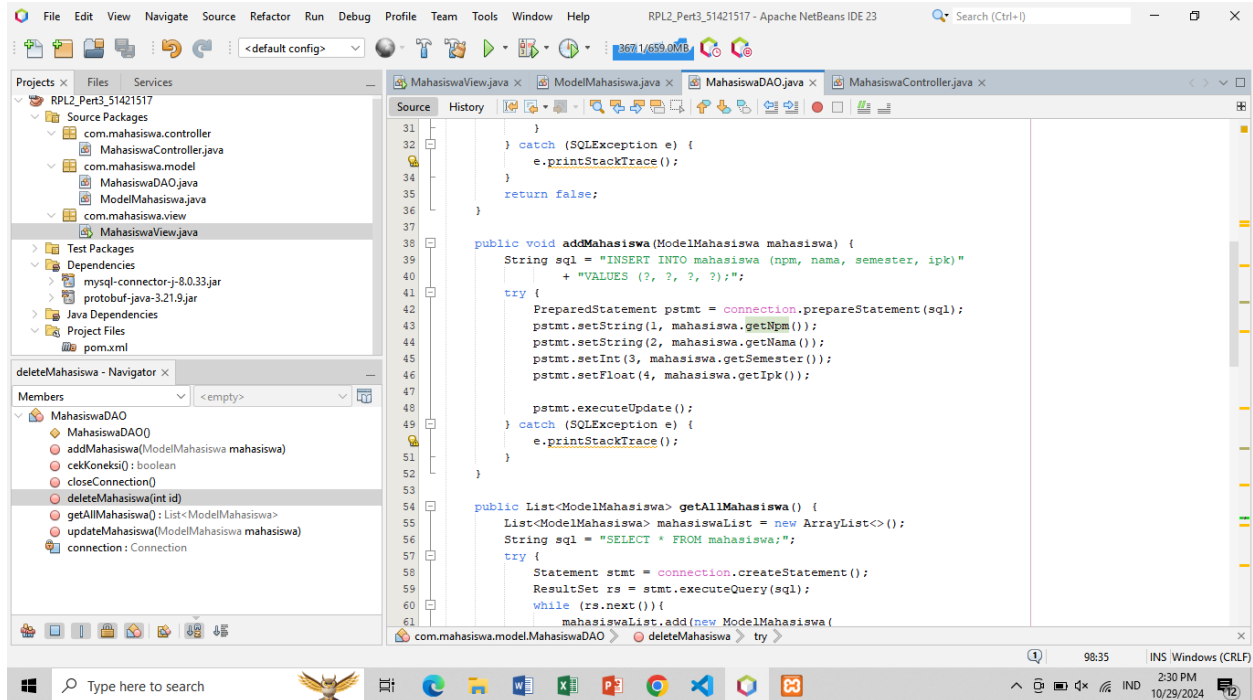 File Edit View Navigate Source Refactor Run Debug Profile Team Tools Window Help RPL2_Pert3_51421517 - Apache NetBeans IDE 23 Search (Ctrl+I)
<default config> 367.1/659.0MB
Projects Files Services
RPL2_Pert3_51421517
Source Packages
com.mahasiswa.controller
MahasiswaController.java
com.mahasiswa.model
MahasiswaDAO.java
ModelMahasiswa.java
com.mahasiswa.view
MahasiswaView.java
Test Packages
Dependencies
mysql-connector-j-8.0.33.jar
protobuf-java-3.21.9.jar
Java Dependencies
Project Files
pom.xml
deleteMahasiswa - Navigator
Members <empty>
MahasiswaDAO
MahasiswaDAO()
addMahasiswa(ModelMahasiswa mahasiswa)
cekKoneksi() : boolean
closeConnection()
deleteMahasiswa(int id)
getAllMahasiswa() : List<ModelMahasiswa>
updateMahasiswa(ModelMahasiswa mahasiswa)
connection : Connection
MahasiswaView.java ModelMahasiswa.java MahasiswaDAO.java MahasiswaController.java
Source History
31 }
32 } catch (SQLException e) {
e.printStackTrace();
34 }
35 return false;
36 }
37
38 public void addMahasiswa(ModelMahasiswa mahasiswa) {
39 String sql = "INSERT INTO mahasiswa (npm, nama, semester, ipk)"
40 + "VALUES (?, ?, ?, ?);";
41 try {
42 PreparedStatement pstmt = connection.prepareStatement(sql);
43 pstmt.setString(1, mahasiswa.getNpm());
44 pstmt.setString(2, mahasiswa.getNama());
45 pstmt.setInt(3, mahasiswa.getSemester());
46 pstmt.setFloat(4, mahasiswa.getIpk());
47
48 pstmt.executeUpdate();
49 } catch (SQLException e) {
e.printStackTrace();
51 }
52 }
53
54 public List<ModelMahasiswa> getAllMahasiswa() {
55 List<ModelMahasiswa> mahasiswaList = new ArrayList<>();
56 String sql = "SELECT * FROM mahasiswa;";
57 try {
58 Statement stmt = connection.createStatement();
59 ResultSet rs = stmt.executeQuery(sql);
60 while (rs.next()){
61 mahasiswaList.add(new ModelMahasiswa(
com.mahasiswa.model.MahasiswaDAO deleteMahasiswa try
1 98:35 INS Windows (CRLF)
Type here to search IND 2:30 PM
10/29/2024 12